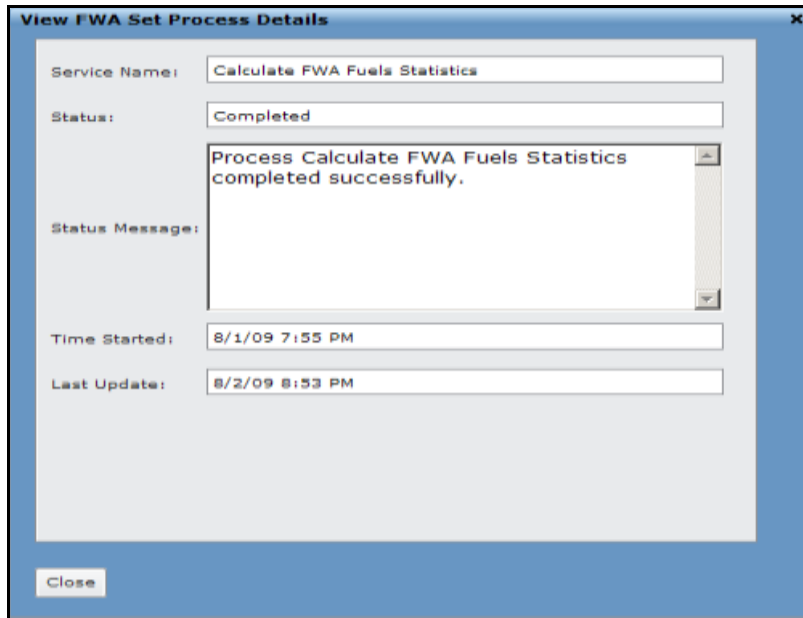 View FWA Set Process Details
Service Name: Calculate FWA Fuels Statistics
Status: Completed
Process Calculate FWA Fuels Statistics
completed successfully.
Status Message:
Time Started: 8/1/09 7:55 PM
Last Update: 8/2/09 8:53 PM
Close